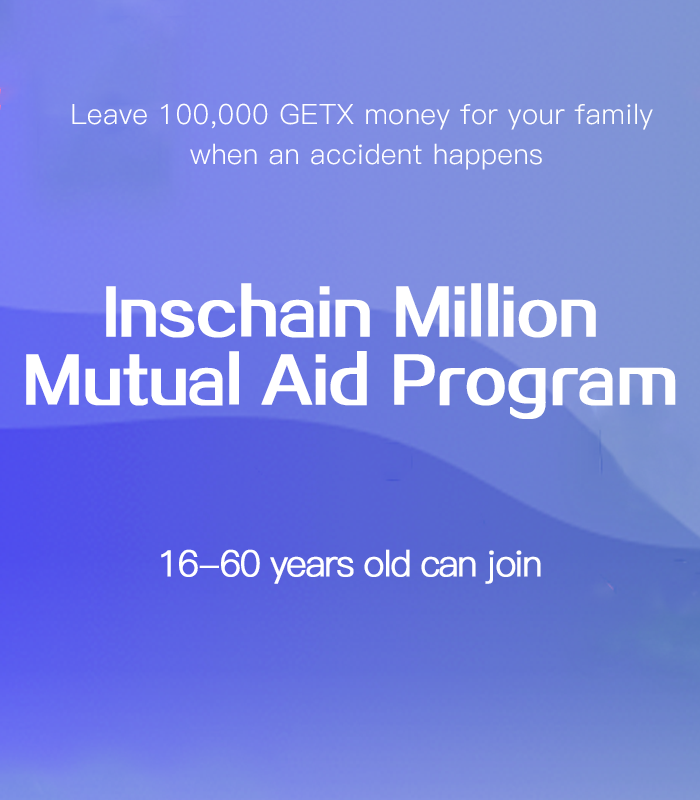 Leave 100,000 GETX money for your family
when an accident happens
Inschain Million
Mutual Aid Program
16–60 years old can join